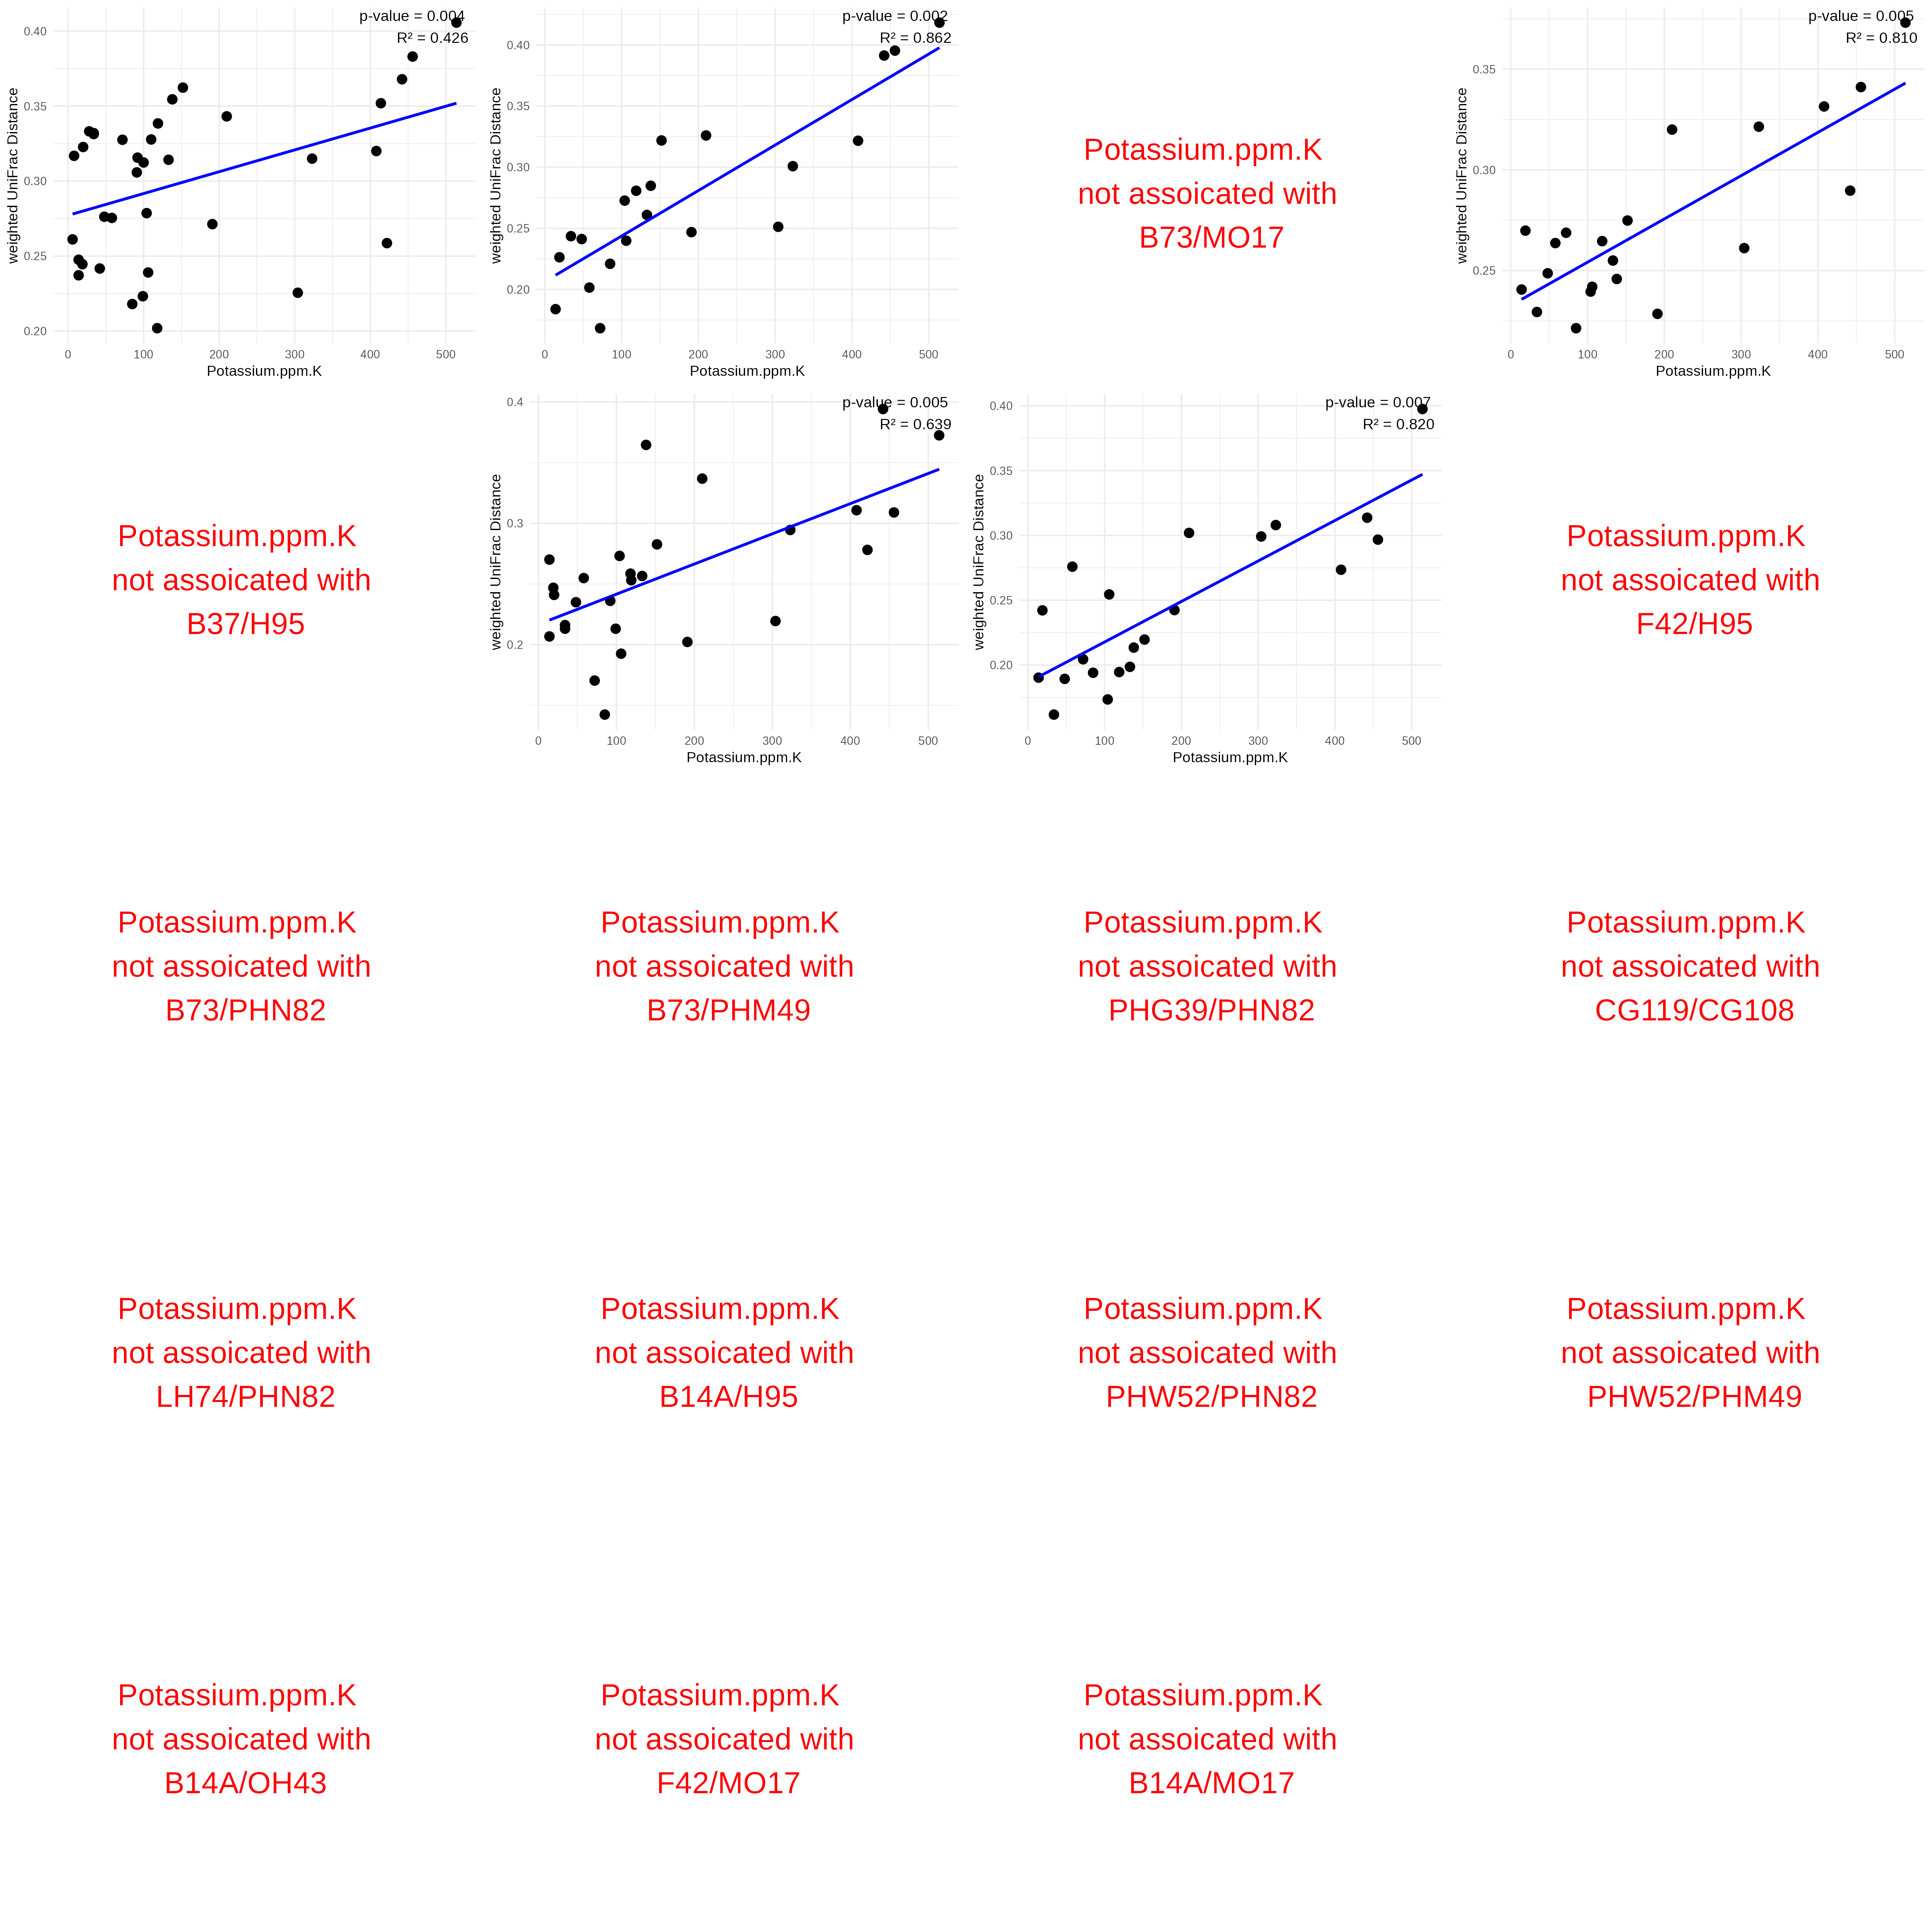 p-value = 0.004
R² = 0.426
0.40
0.35
0.30
0.25
0.20
weighted UniFrac Distance
0 100 200 300 400 500
Potassium.ppm.K
p-value = 0.002
R² = 0.862
0.40
0.35
0.30
0.25
0.20
weighted UniFrac Distance
0 100 200 300 400 500
Potassium.ppm.K
Potassium.ppm.K
not assoicated with
B73/MO17
p-value = 0.005
R² = 0.810
0.35
0.30
0.25
weighted UniFrac Distance
0 100 200 300 400 500
Potassium.ppm.K
Potassium.ppm.K
not assoicated with
B37/H95
p-value = 0.005
R² = 0.639
0.4
0.3
0.2
weighted UniFrac Distance
0 100 200 300 400 500
Potassium.ppm.K
p-value = 0.007
R² = 0.820
0.40
0.35
0.30
0.25
0.20
weighted UniFrac Distance
0 100 200 300 400 500
Potassium.ppm.K
Potassium.ppm.K
not assoicated with
F42/H95
Potassium.ppm.K
not assoicated with
B73/PHN82
Potassium.ppm.K
not assoicated with
B73/PHM49
Potassium.ppm.K
not assoicated with
PHG39/PHN82
Potassium.ppm.K
not assoicated with
CG119/CG108
Potassium.ppm.K
not assoicated with
LH74/PHN82
Potassium.ppm.K
not assoicated with
B14A/H95
Potassium.ppm.K
not assoicated with
PHW52/PHN82
Potassium.ppm.K
not assoicated with
PHW52/PHM49
Potassium.ppm.K
not assoicated with
B14A/OH43
Potassium.ppm.K
not assoicated with
F42/MO17
Potassium.ppm.K
not assoicated with
B14A/MO17